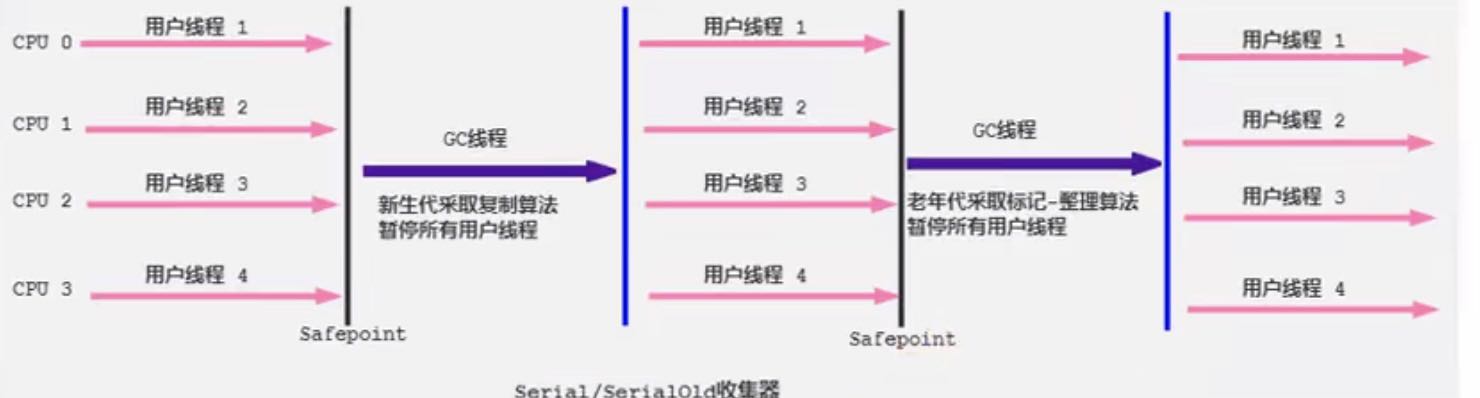 用户线程 1
用户线程 1
用户线程 1
CPU 0
用户线程 2
用户线程 2
用户线程 2
CPU 1
GC线程
GC线程
用户线程 3
用户线程 3
用户线程 3
CPU 2
新生代采取复制算法
暂停所有用户线程
老年代采取标记-整理算法
暂停所有用户线程
用户线程 4
用户线程 4
用户线程 4
CPU 3
Safepoint
Safepoint
Serial/SerialOld收集器